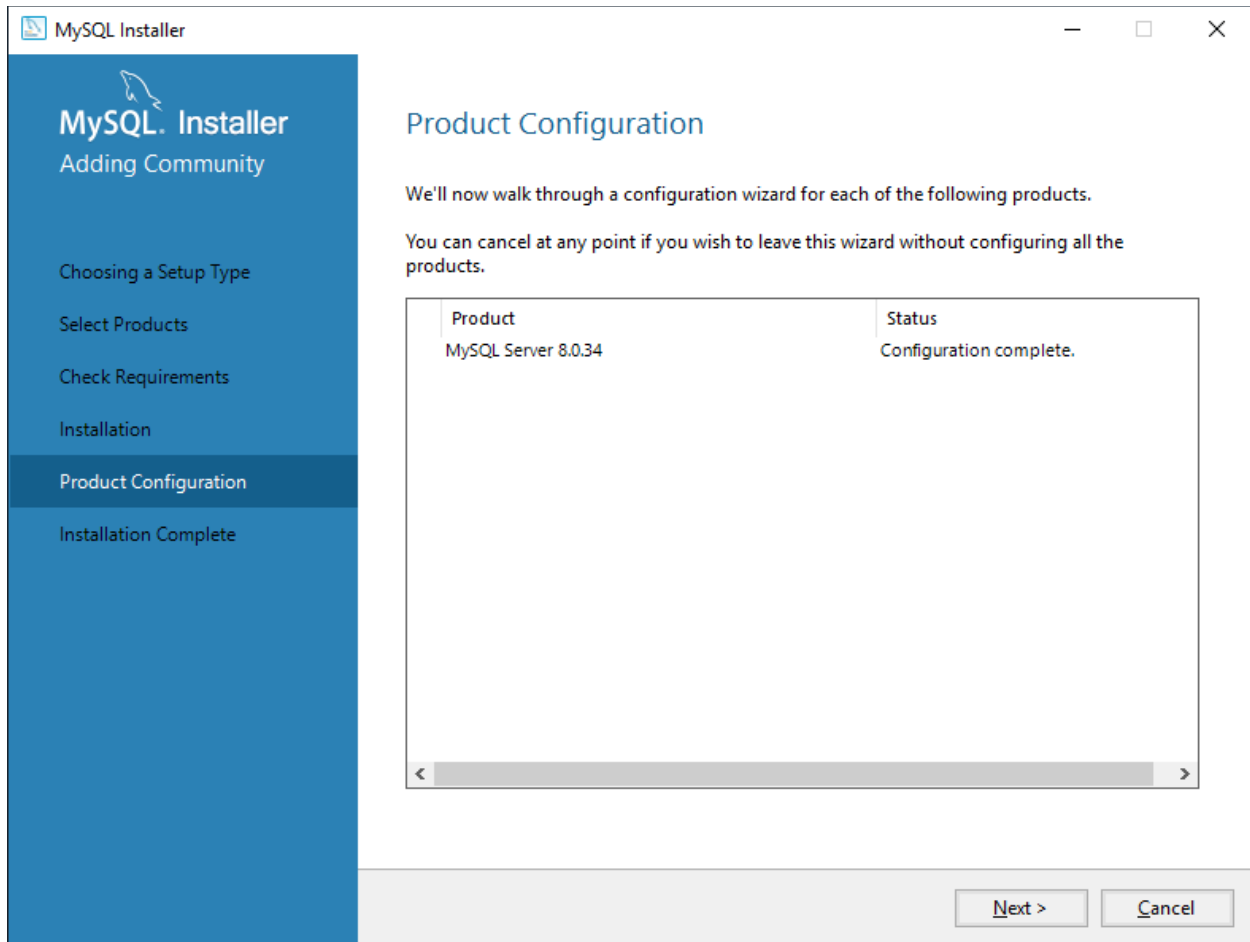 MySQL Installer
MySQL. Installer
Adding Community
Choosing a Setup Type
Select Products
Check Requirements
Installation
Product Configuration
Installation Complete
Product Configuration
We'll now walk through a configuration wizard for each of the following products.
You can cancel at any point if you wish to leave this wizard without configuring all the
products.
Product Status
MySQL Server 8.0.34 Configuration complete.
Next > Cancel